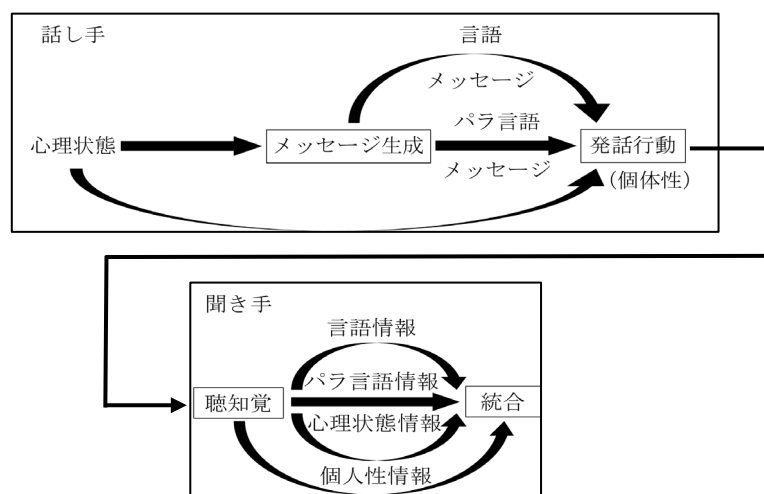 話し手
言語
メッセージ
心理状態
メッセージ生成
パラ言語
メッセージ
発話行動
(個体性)
聞き手
言語情報
パラ言語情報
聴知覚
統合
心理状態情報
個人性情報